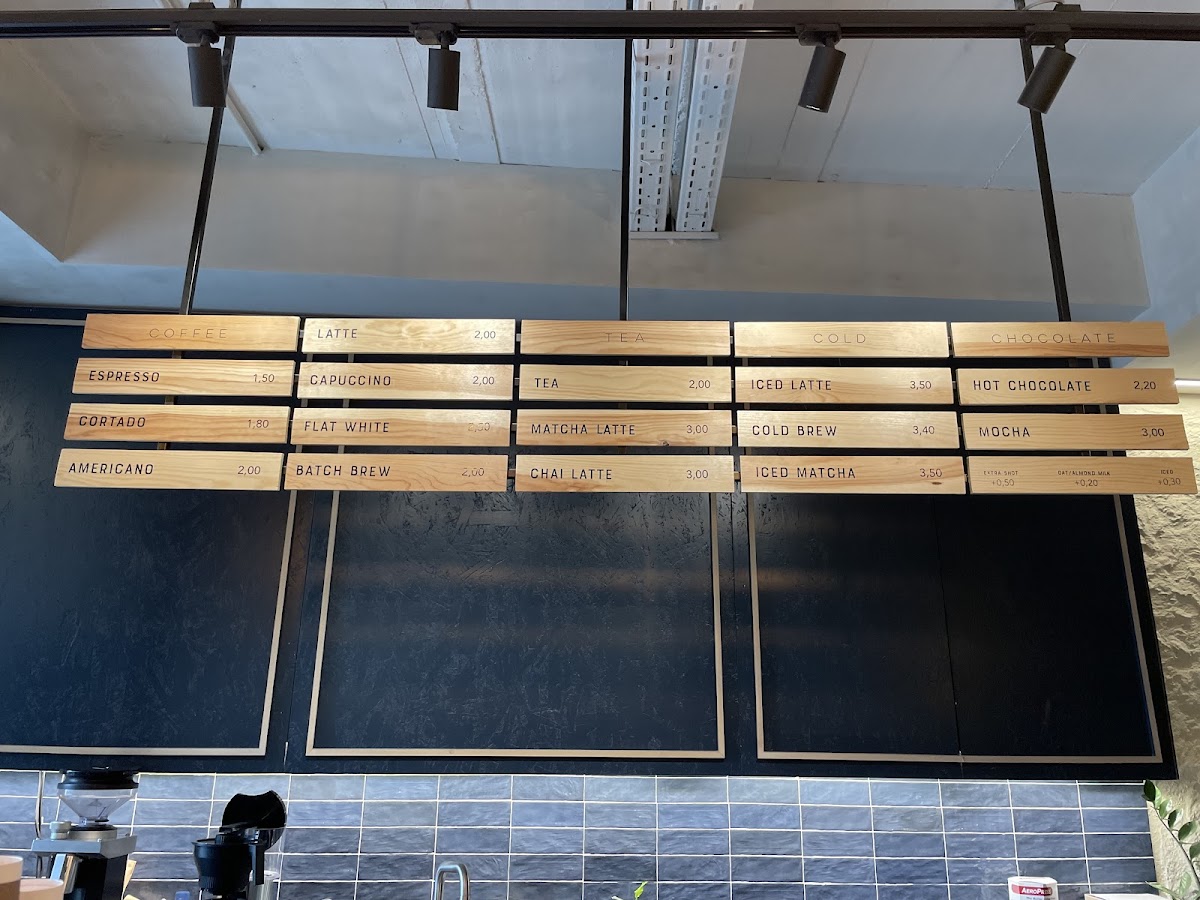 COFFEE
ESPRESSO 1,50
CORTADO 1,80
AMERICANO 2,00
LATTE 2,00
CAPUCCINO 2,00
FLAT WHITE
BATCH BREW 2,00
TEA
TEA 2,00
MATCHA LATTE 3,00
CHAI LATTE 3,00
COLD
ICED LATTE 3,50
COLD BREW 3,40
ICED MATCHA 3,50
CHOCOLATE
HOT CHOCOLATE 2,20
MOCHA 3,00
EXTRA SHOT OAT/ALMOND MILK ICED
+0,50 +0,20 +0,30
AEROPRESS